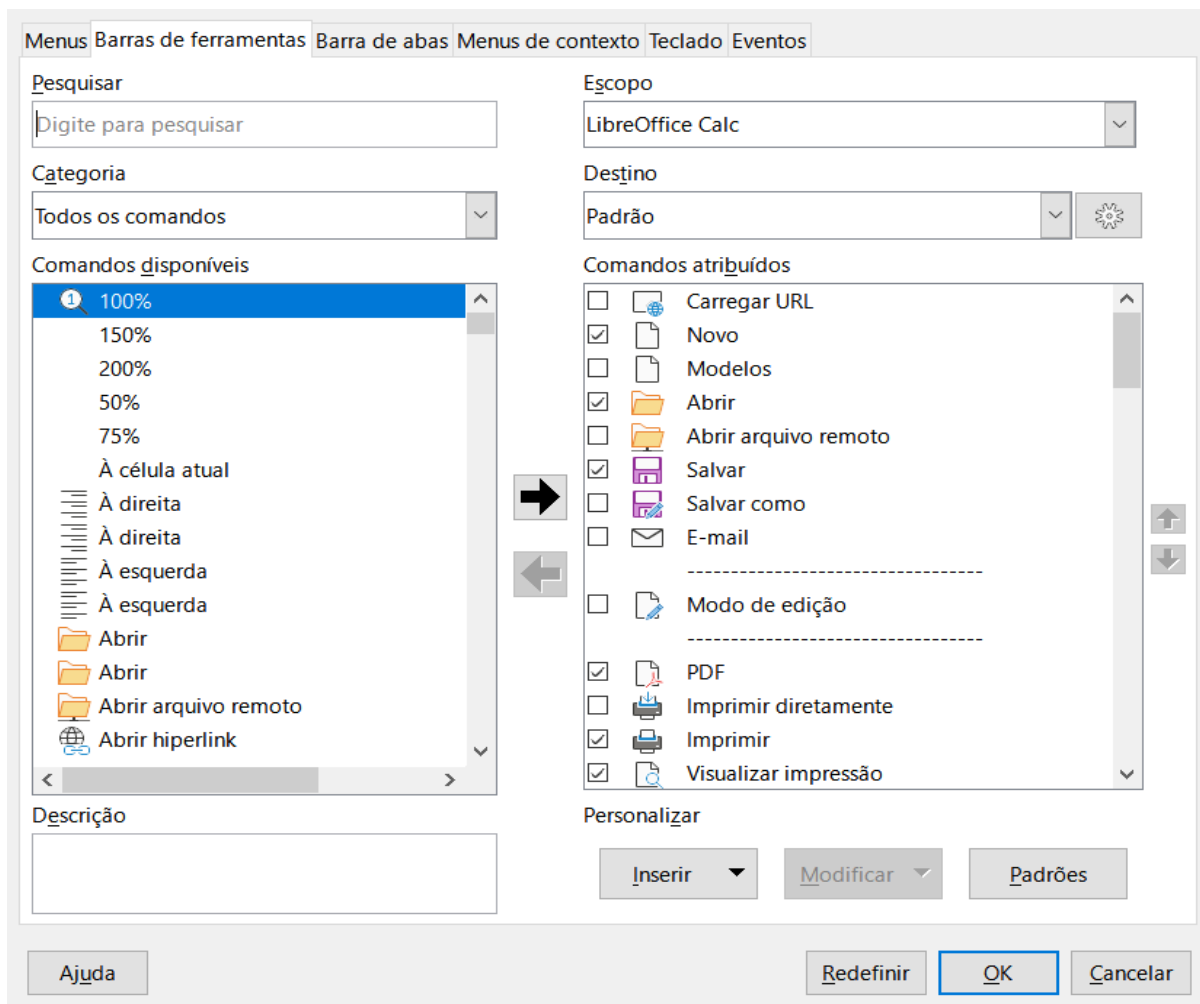 Menus Barras de ferramentas Barra de abas Menus de contexto Teclado Eventos
Pesquisar
Digite para pesquisar
Categoria
Todos os comandos
Comandos disponíveis
1 100%
150%
200%
50%
75%
À célula atual
À direita
À direita
À esquerda
À esquerda
Abrir
Abrir
Abrir arquivo remoto
Abrir hiperlink
Descrição
Escopo
LibreOffice Calc
Destino
Padrão
Comandos atribuídos
Carregar URL
Novo
Modelos
Abrir
Abrir arquivo remoto
Salvar
Salvar como
E-mail
----------------------------------
Modo de edição
----------------------------------
PDF
Imprimir diretamente
Imprimir
Visualizar impressão
Personalizar
Inserir Modificar Padrões
Ajuda Redefinir OK Cancelar